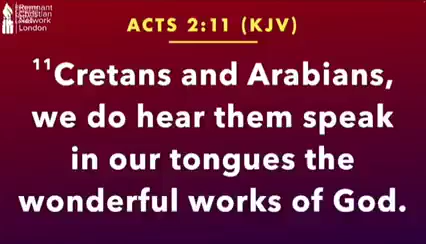 Remnant
Christian
Network
London
ACTS 2:11 (KJV)
11Cretans and Arabians,
we do hear them speak
in our tongues the
wonderful works of God.